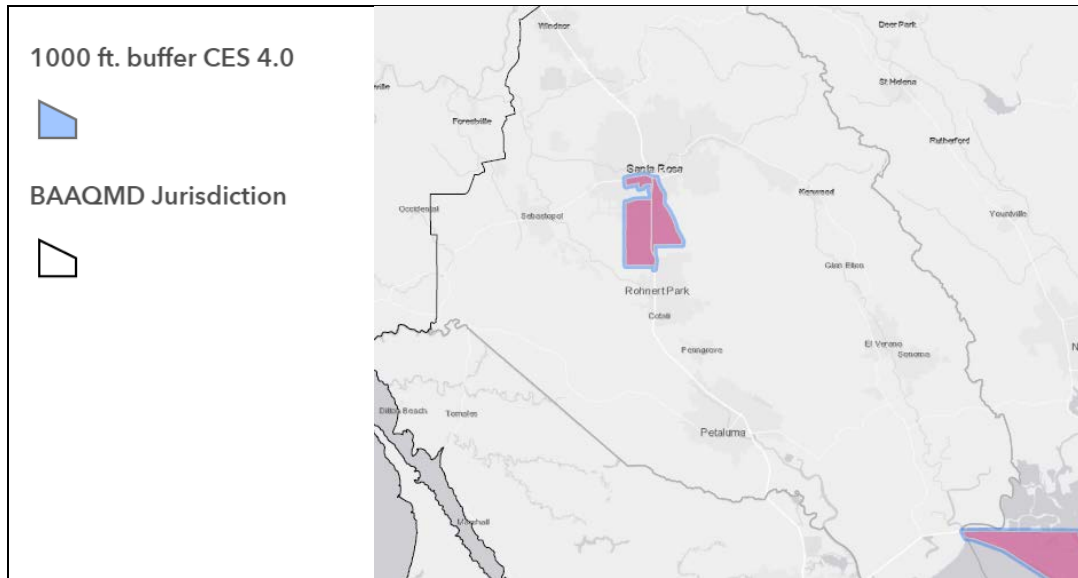 1000 ft. buffer CES 4.0
BAAQMD Jurisdiction
Windsor
Deer Park
St Helena
ville
Forestville
Rutherford
Santa Rosa
Kenwood
Occidental
Sebastopol
Yountville
Glen Ellen
Rohnert Park
Cotati
El Verano
Sonoma
N
Penngrove
Dillon Beach
Tomales
Petaluma
Marshall